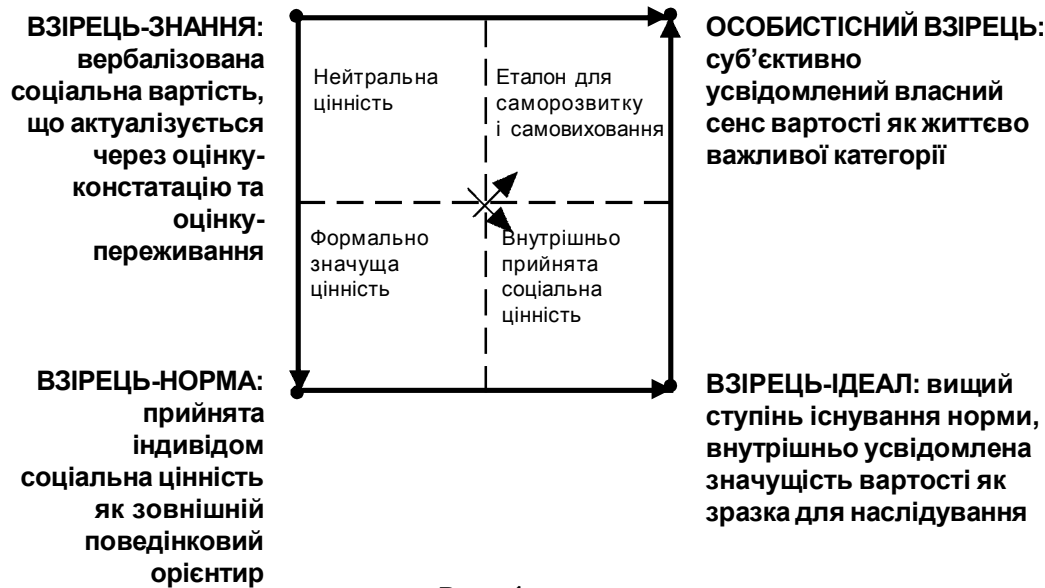 ВЗІРЕЦЬ-ЗНАННЯ:
вербалізована
соціальна вартість,
що актуалізується
через оцінку-
констатацію та
оцінку-
переживання
Нейтральна
цінність
Еталон для
саморозвитку
і самовиховання
ОСОБИСТІСНИЙ ВЗІРЕЦЬ:
суб’єктивно
усвідомлений власний
сенс вартості як життєво
важливої категорії
Формально
значуща
цінність
Внутрішньо
прийнята
соціальна
цінність
ВЗІРЕЦЬ-НОРМА:
прийнята
індивідом
соціальна цінність
як зовнішній
поведінковий
орієнтир
ВЗІРЕЦЬ-ІДЕАЛ: вищий
ступінь існування норми,
внутрішньо усвідомлена
значущість вартості як
зразка для наслідування